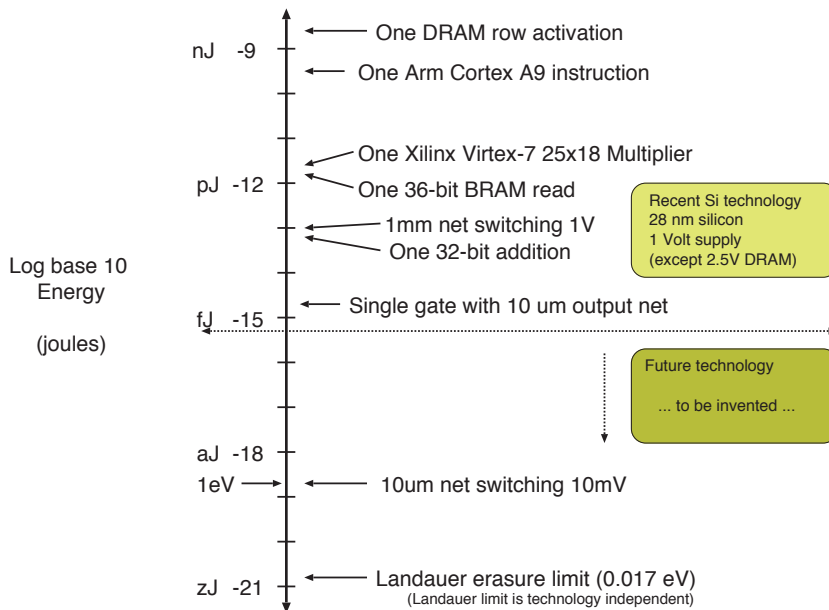 One DRAM row activation
nJ -9
One Arm Cortex A9 instruction
One Xilinx Virtex-7 25x18 Multiplier
pJ -12
One 36-bit BRAM read
Recent Si technology
28 nm silicon
1 Volt supply
(except 2.5V DRAM)
1mm net switching 1V
One 32-bit addition
Log base 10
Energy
(joules)
Single gate with 10 um output net
fJ -15
Future technology
... to be invented ...
aJ -18
1eV
10um net switching 10mV
Landauer erasure limit (0.017 eV)
(Landauer limit is technology independent)
zJ -21